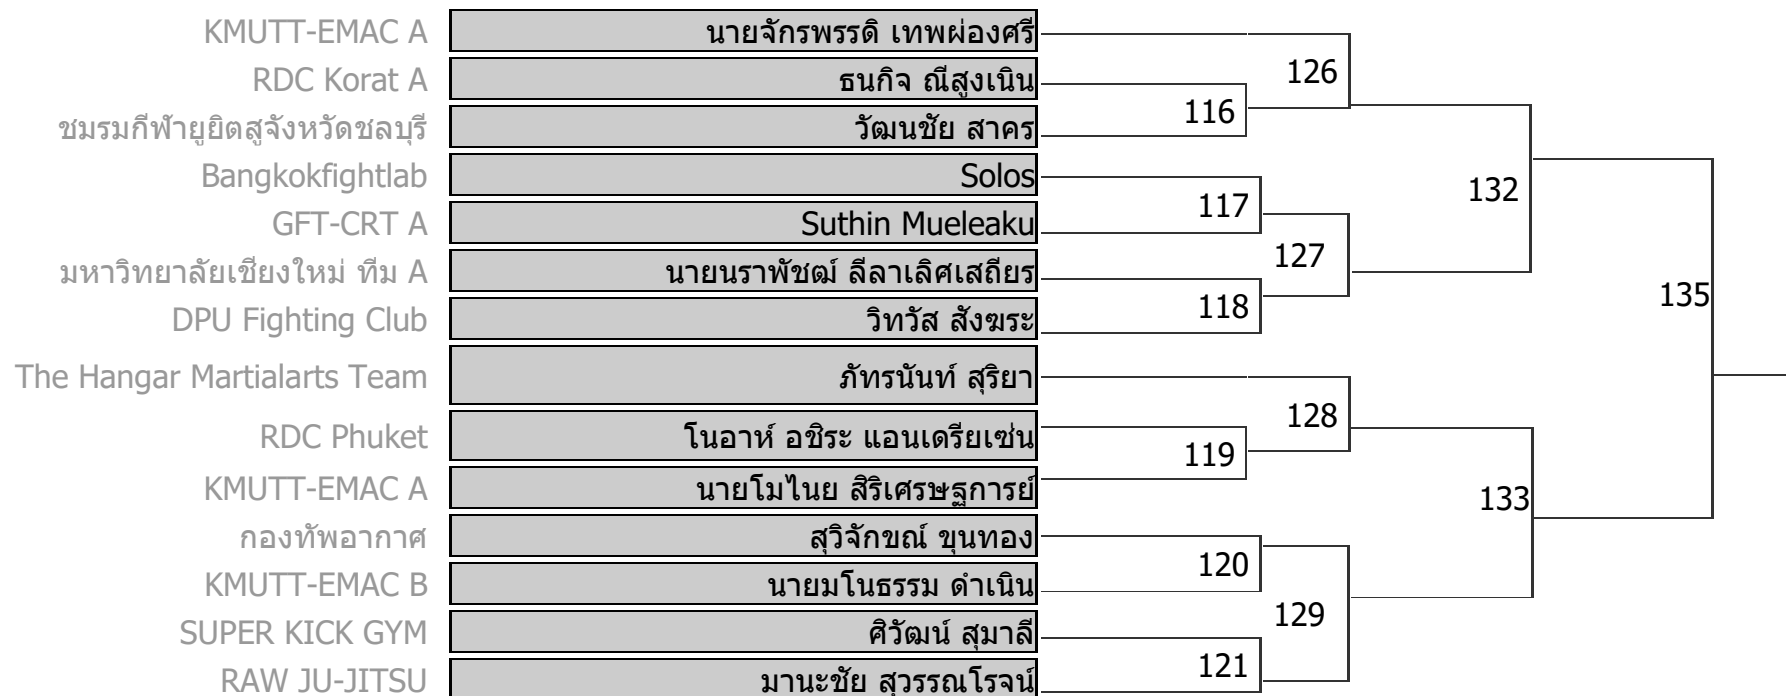 KMUTT-EMAC A นายจักรพรรดิ เทพผ่องศรี
126
RDC Korat A ธนกิจ ณีสูงเนิน
116
ชมรมกีฬายูยิตสูจังหวัดชลบุรี วัฒนชัย สาคร
Bangkokfightlab Solos
132
117
GFT-CRT A Suthin Mueleaku
127
มหาวิทยาลัยเชียงใหม่ ทีม A นายนราพัชฒ์ ลีลาเลิศเสถียร
135
118
DPU Fighting Club วิทวัส สังฆระ
The Hangar Martialarts Team ภัทรนันท์ สุริยา
128
RDC Phuket โนอาห์ อชิระ แอนเดรียเซ่น
119
KMUTT-EMAC A นายโมไนย สิริเศรษฐการย์
133
กองทัพอากาศ สุวิจักขณ์ ขุนทอง
120
KMUTT-EMAC B นายมโนธรรม ดำเนิน
129
SUPER KICK GYM ศิวัฒน์ สุมาลี
121
RAW JU-JITSU มานะชัย สุวรรณโรจน์